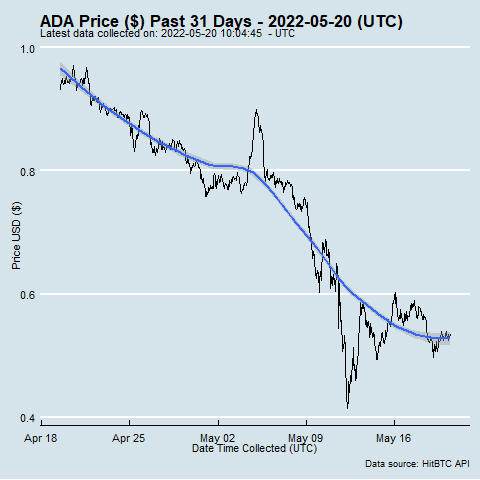 ADA Price ($) Past 31 Days - 2022-05-20 (UTC)
Latest data collected on: 2022-05-20 10:04:45 - UTC
1.0
0.8
0.6
0.4
Price USD ($)
Apr 18 Apr 25 May 02 May 09 May 16
Date Time Collected (UTC)
Data source: HitBTC API